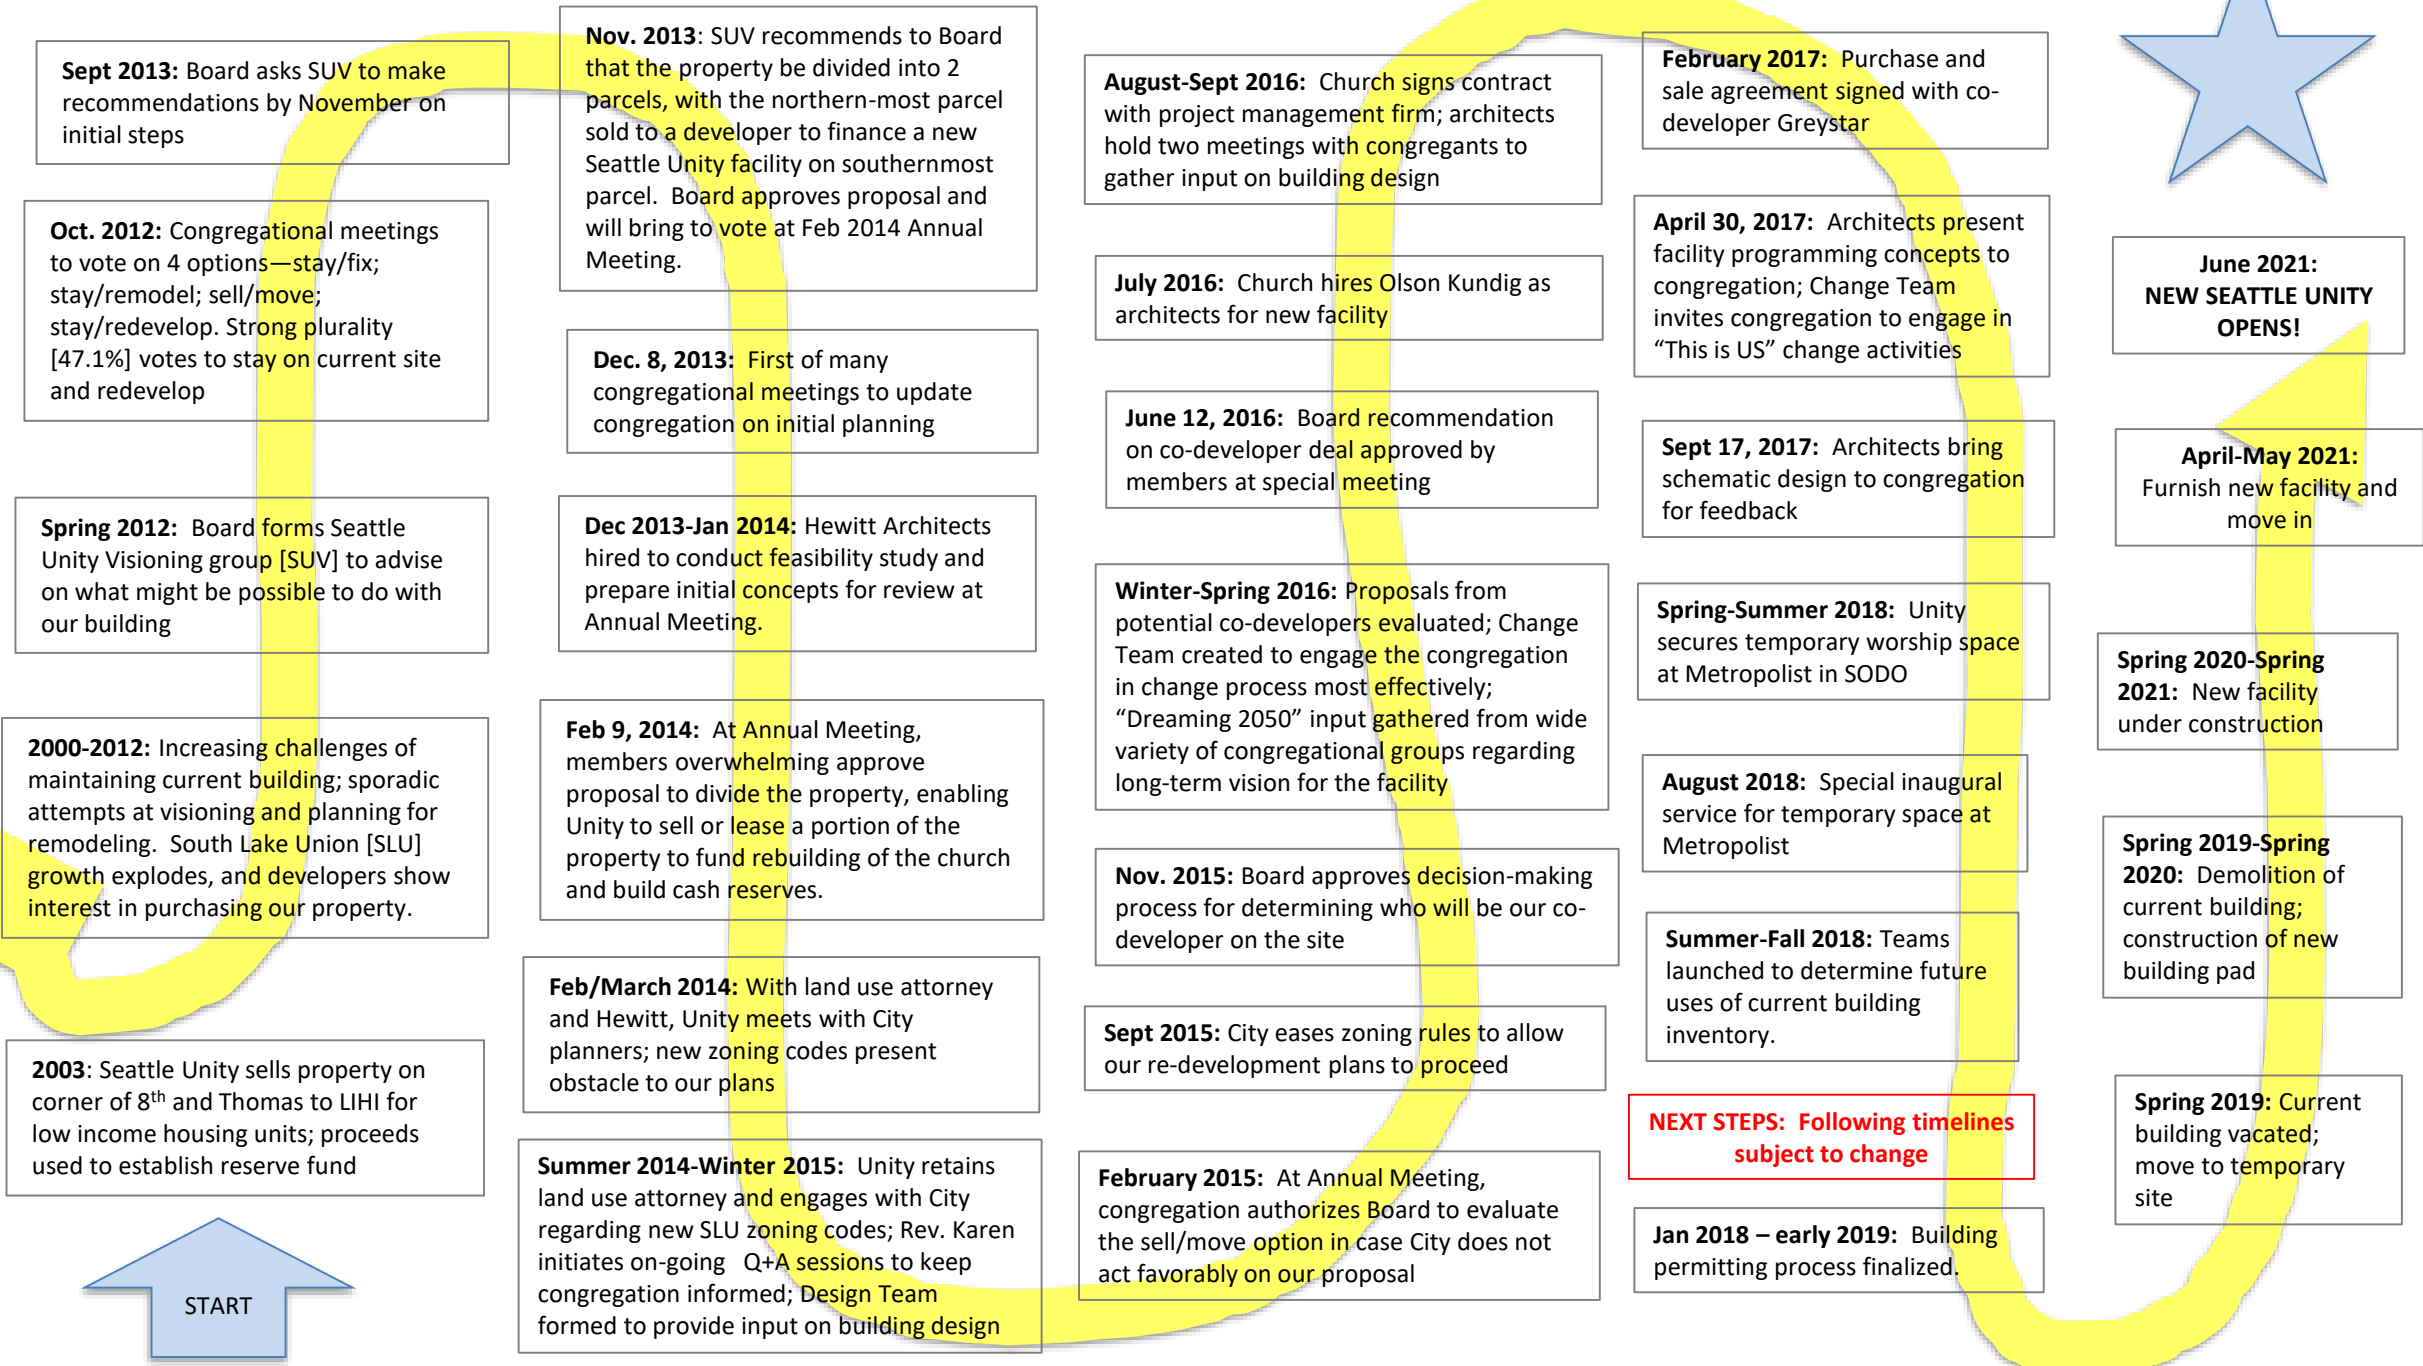 Sept 2013: Board asks SUV to make
recommendations by November on
initial steps
Oct. 2012: Congregational meetings
to vote on 4 options—stay/fix;
stay/remodel; sell/move;
stay/redevelop. Strong plurality
[47.1%] votes to stay on current site
and redevelop
Spring 2012: Board forms Seattle
Unity Visioning group [SUV] to advise
on what might be possible to do with
our building
2000-2012: Increasing challenges of
maintaining current building; sporadic
attempts at visioning and planning for
remodeling. South Lake Union [SLU]
growth explodes, and developers show
interest in purchasing our property.
2003: Seattle Unity sells property on
corner of 8th and Thomas to LIHI for
low income housing units; proceeds
used to establish reserve fund
START
Nov. 2013: SUV recommends to Board
that the property be divided into 2
parcels, with the northern-most parcel
sold to a developer to finance a new
Seattle Unity facility on southernmost
parcel. Board approves proposal and
will bring to vote at Feb 2014 Annual
Meeting.
Dec. 8, 2013: First of many
congregational meetings to update
congregation on initial planning
Dec 2013-Jan 2014: Hewitt Architects
hired to conduct feasibility study and
prepare initial concepts for review at
Annual Meeting.
Feb 9, 2014: At Annual Meeting,
members overwhelming approve
proposal to divide the property, enabling
Unity to sell or lease a portion of the
property to fund rebuilding of the church
and build cash reserves.
Feb/March 2014: With land use attorney
and Hewitt, Unity meets with City
planners; new zoning codes present
obstacle to our plans
Summer 2014-Winter 2015: Unity retains
land use attorney and engages with City
regarding new SLU zoning codes; Rev. Karen
initiates on-going Q+A sessions to keep
congregation informed; Design Team
formed to provide input on building design
August-Sept 2016: Church signs contract
with project management firm; architects
hold two meetings with congregants to
gather input on building design
July 2016: Church hires Olson Kundig as
architects for new facility
June 12, 2016: Board recommendation
on co-developer deal approved by
members at special meeting
Winter-Spring 2016: Proposals from
potential co-developers evaluated; Change
Team created to engage the congregation
in change process most effectively;
“Dreaming 2050” input gathered from wide
variety of congregational groups regarding
long-term vision for the facility
Nov. 2015: Board approves decision-making
process for determining who will be our co-
developer on the site
Sept 2015: City eases zoning rules to allow
our re-development plans to proceed
February 2015: At Annual Meeting,
congregation authorizes Board to evaluate
the sell/move option in case City does not
act favorably on our proposal
February 2017: Purchase and
sale agreement signed with co-
developer Greystar
April 30, 2017: Architects present
facility programming concepts to
congregation; Change Team
invites congregation to engage in
“This is US” change activities
Sept 17, 2017: Architects bring
schematic design to congregation
for feedback
Spring-Summer 2018: Unity
secures temporary worship space
at Metropolist in SODO
August 2018: Special inaugural
service for temporary space at
Metropolist
Summer-Fall 2018: Teams
launched to determine future
uses of current building
inventory.
NEXT STEPS: Following timelines
subject to change
Jan 2018 – early 2019: Building
permitting process finalized.
June 2021:
NEW SEATTLE UNITY
OPENS!
April-May 2021:
Furnish new facility and
move in
Spring 2020-Spring
2021: New facility
under construction
Spring 2019-Spring
2020: Demolition of
current building;
construction of new
building pad
Spring 2019: Current
building vacated;
move to temporary
site